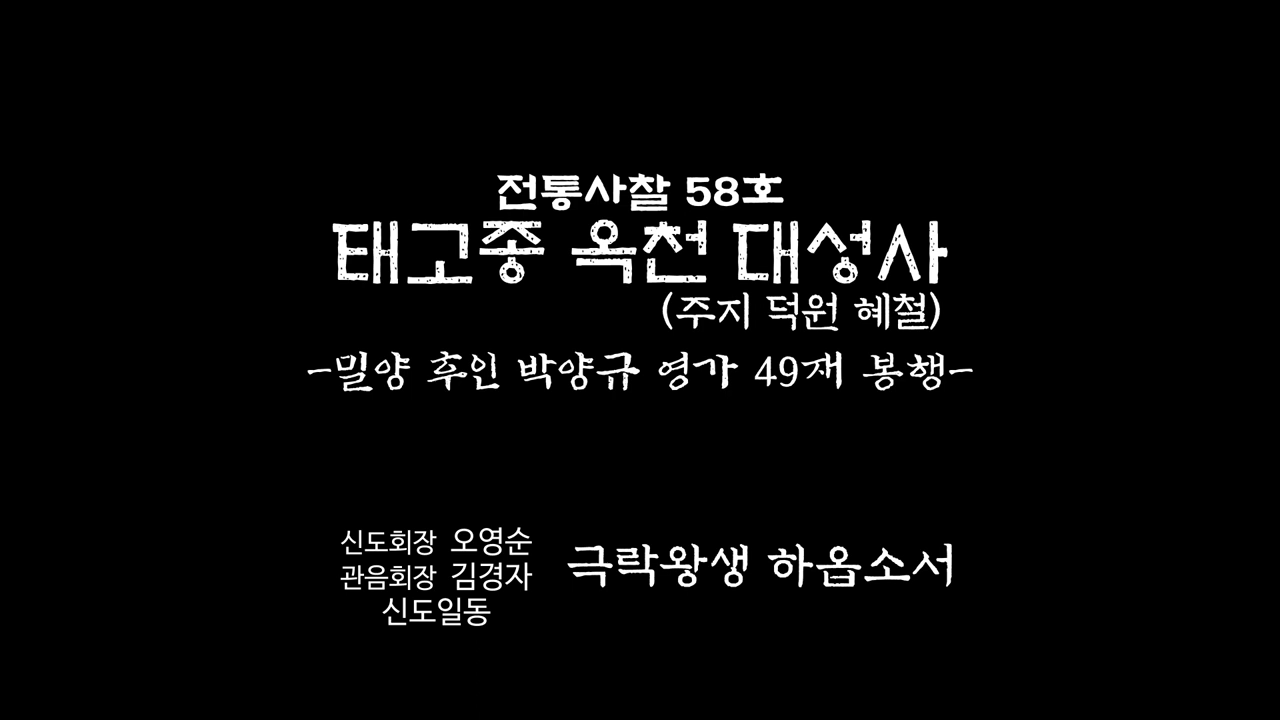 전통사찰 58호
태고종 옥천 대성사
(주지 덕원 혜철)
-밀양 후인 박양규 영가 49재 봉행-
신도회장 오영순
관음회장 김경자
신도일동
극락왕생 하옵소서